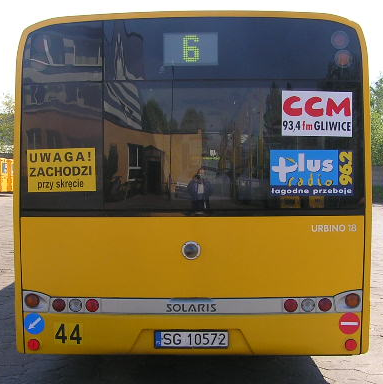 6
CCM
93,4 fm GLIWICE
UWAGA!
ZACHODZI
przy skręcie
plus
radio
96,2
łagodne przeboje
URBINO 18
SOLARIS
44
SG 10572